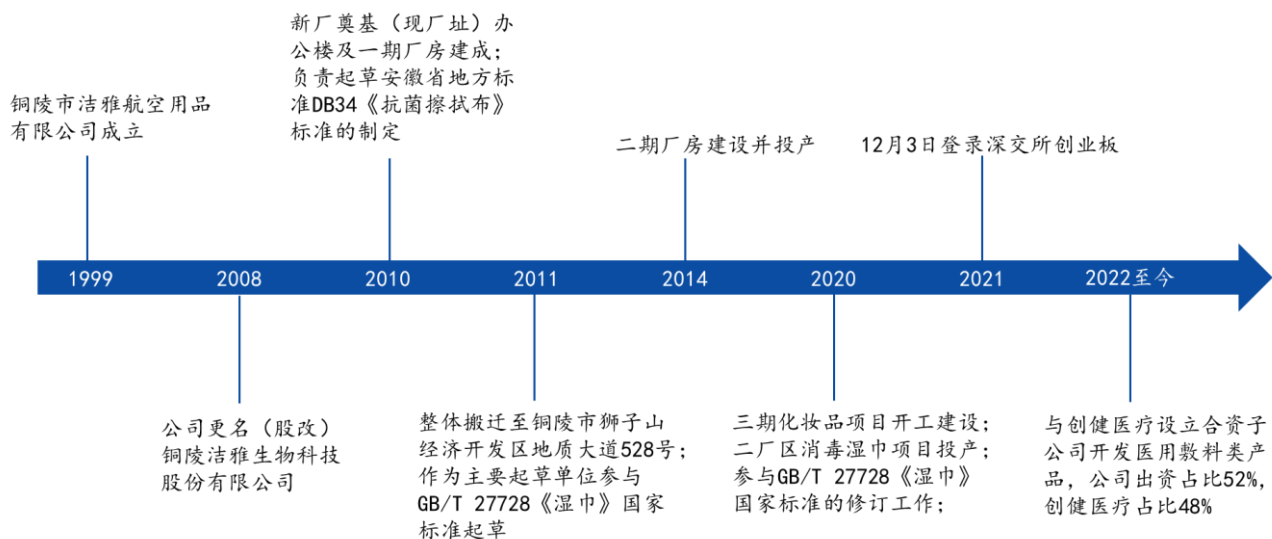 铜陵市洁雅航空用品
有限公司成立
新厂奠基（现厂址）办
公楼及一期厂房建成；
负责起草安徽省地方标
准DB34《抗菌擦拭布》
标准的制定
二期厂房建设并投产
12月3日登录深交所创业板
1999
2008
2010
2011
2014
2020
2021
2022至今
公司更名（股改）
铜陵洁雅生物科技
股份有限公司
整体搬迁至铜陵市狮子山
经济开发区地质大道528号；
作为主要起草单位参与
GB/T 27728《湿巾》国家
标准起草
三期化妆品项目开工建设；
二厂区消毒湿巾项目投产；
参与GB/T 27728《湿巾》
国家标准的修订工作；
与创健医疗设立合资子
公司开发医用敷料类产
品，公司出资占比52%，
创健医疗占比48%